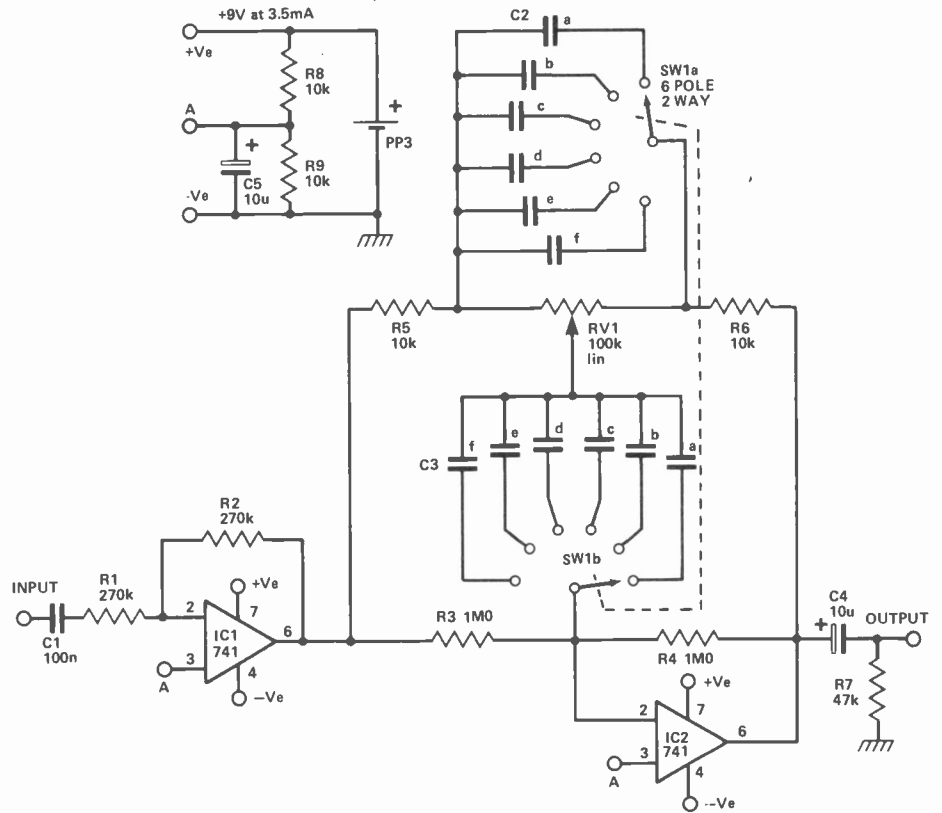 +9V at 3.5mA
+Ve
R8
10k
A
+
R9
10k
C5
10u
-Ve
+
PP3
C2
a
b
c
d
e
f
SW1a
6 POLE
2 WAY
R5
10k
RV1
100k
lin
R6
10k
C3
f
e
d
c
b
a
SW1b
R2
270k
INPUT
R1
270k
C1
100n
+Ve
2
7
IC1
741
6
3
4
A
−Ve
R3 1M0
R4 1M0
+Ve
2
7
IC2
741
6
3
4
A
--Ve
C4
10u
+
OUTPUT
R7
47k